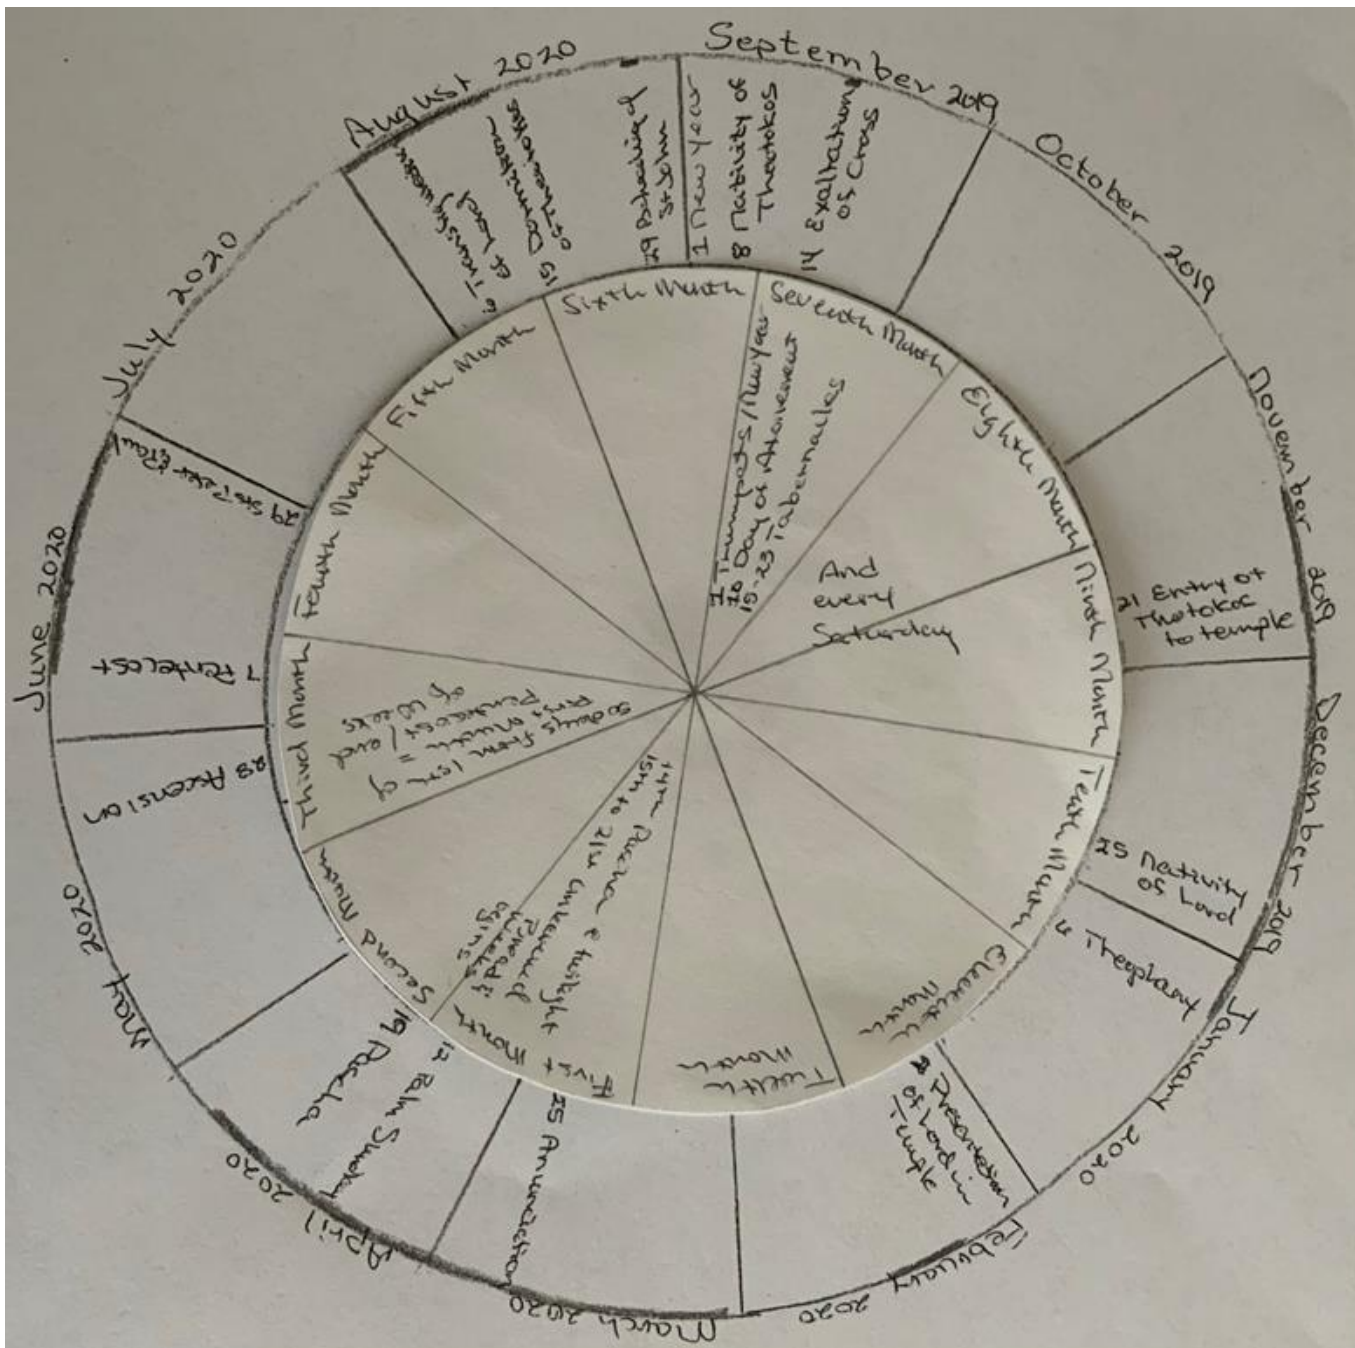 September 2019
1 New Year
8 Nativity of
Theotokos
14 Exaltation
of Cross
October 2019
November 2019
21 Entry of
Thetokos
to temple
December 2019
25 Nativity
of Lord
January 2020
6 Theophany
February 2020
2 Presentation
of Lord in
Temple
March 2020
25 Annunciation
April 2020
12 Palm Sunday
19 Pascha
May 2020
28 Ascension
June 2020
7 Pentecost
29 Sts Peter & Paul
July 2020
August 2020
6 Transfiguration
of Lord
15 Dormition
of Theotokos
29 Beheading of
St John
First Month
14th Pascha @ twilight
15th to 21st Unleavened
Bread &
weeks
begins
Second Month
Third Month
50 days from 15th of
First Month =
Pentecost / end
of Weeks
Fourth Month
Fifth Month
Sixth Month
Seventh Month
1 Trumpets / New Year
10 Day of Atonement
15-23 Tabernacles
Eighth Month
Ninth Month
Tenth Month
Eleventh
Month
Twelfth
Month
And
every
Saturday